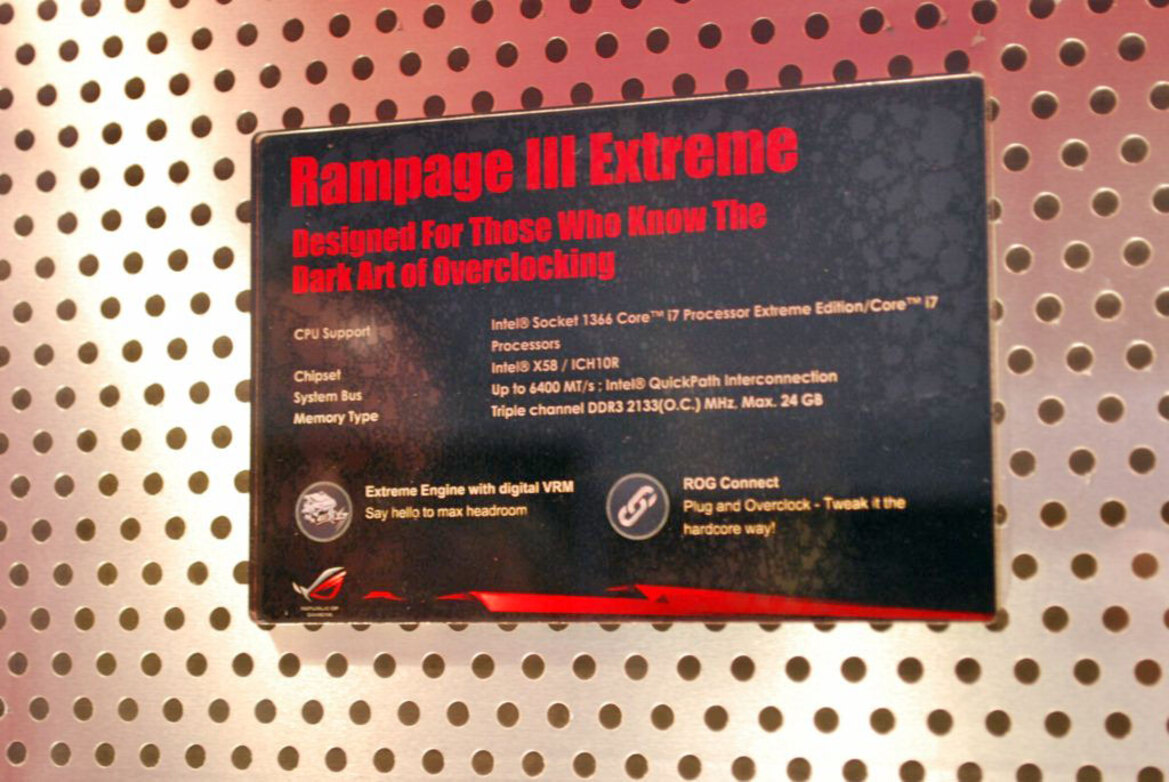 Rampage III Extreme
Designed For Those Who Know The
Dark Art of Overclocking
CPU Support Intel® Socket 1366 Core™ i7 Processor Extreme Edition/Core™ i7
Processors
Chipset Intel® X58 / ICH10R
System Bus Up to 6400 MT/s ; Intel® QuickPath Interconnection
Memory Type Triple channel DDR3 2133(O.C.) MHz, Max. 24 GB
Extreme Engine with digital VRM
Say hello to max headroom
ROG Connect
Plug and Overclock - Tweak it the
hardcore way!
REPUBLIC OF
GAMERS